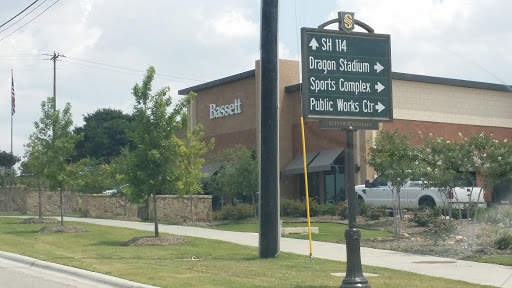 Bassett
S
SH 114
Dragon Stadium
Sports Complex
Public Works Ctr